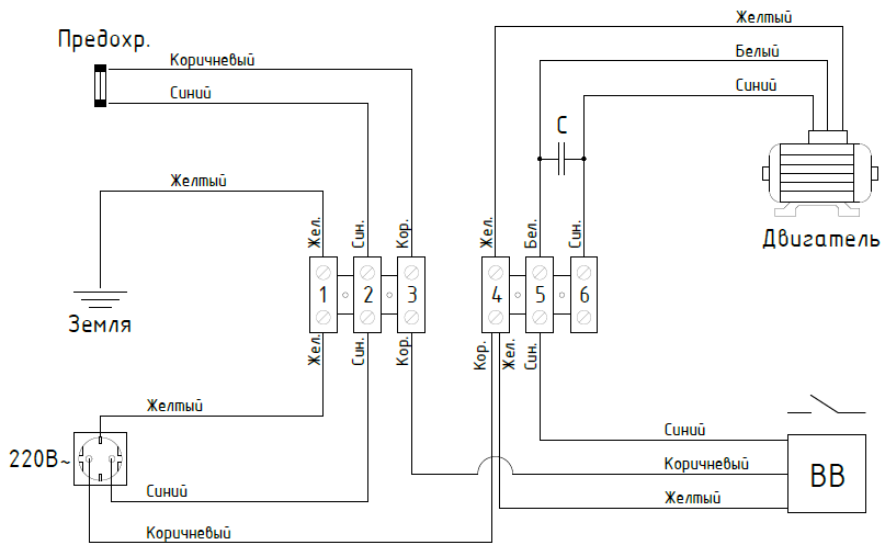 Предохр.
Коричневый
Синий
Желтый
Земля
Жел.
Син.
Кор.
1
2
3
Жел.
Син.
Кор.
Желтый
220В~
Синий
Коричневый
Желтый
Белый
Синий
C
Двигатель
Жел.
Бел.
Син.
4
5
6
Кор.
Жел.
Син.
Синий
Коричневый
Желтый
ВВ